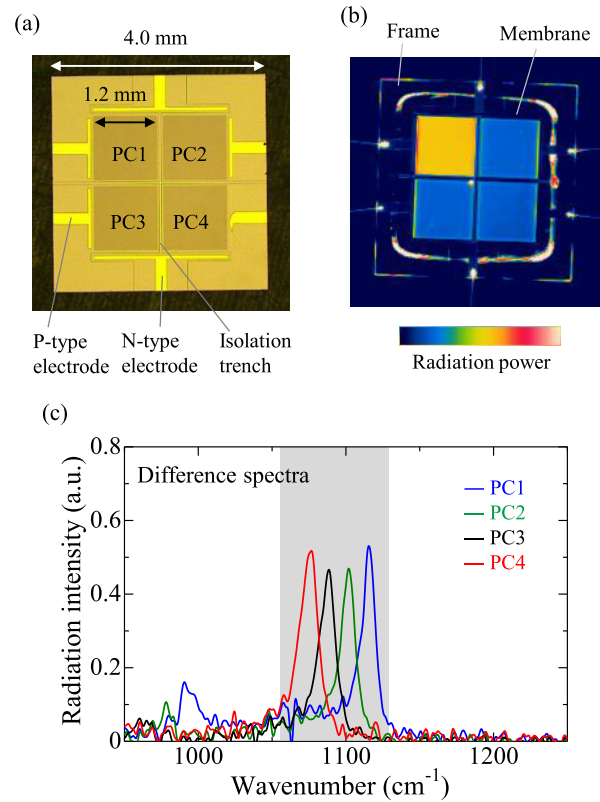 (a)
4.0 mm
1.2 mm
PC1
PC2
PC3
PC4
P-type
electrode
N-type
electrode
Isolation
trench
(b)
Frame
Membrane
Radiation power
(c)
Difference spectra
PC1
PC2
PC3
PC4
0.8
0.6
0.4
0.2
0
Radiation intensity (a.u.)
1000
1100
1200
Wavenumber (cm⁻¹)